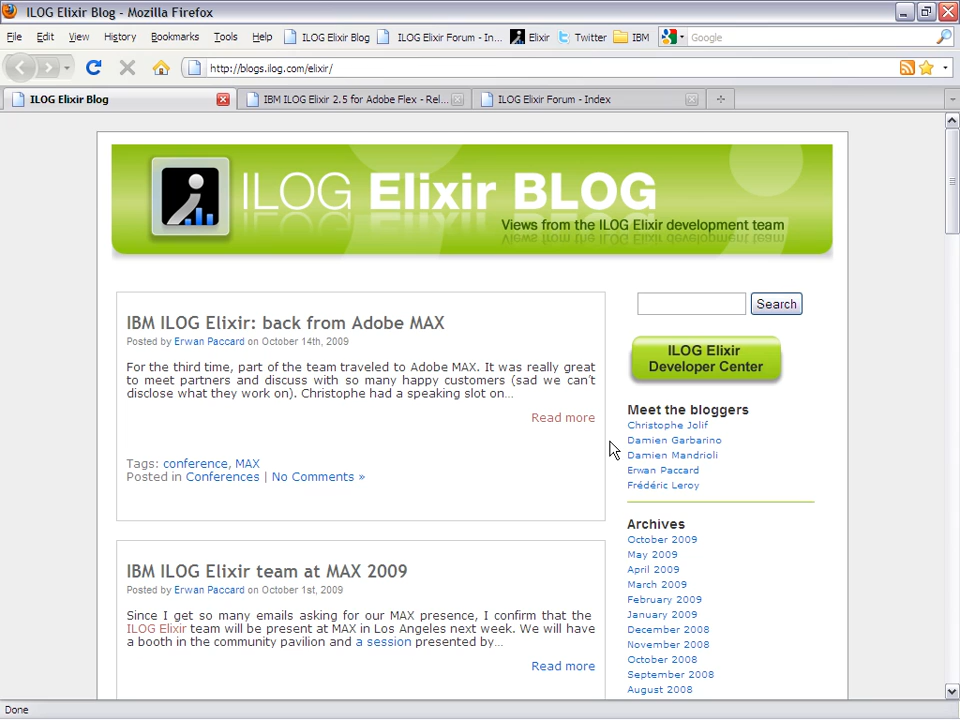 ILOG Elixir Blog - Mozilla Firefox
File Edit View History Bookmarks Tools Help ILOG Elixir Blog ILOG Elixir Forum - In... Elixir Twitter IBM Google
http://blogs.ilog.com/elixir/
ILOG Elixir Blog IBM ILOG Elixir 2.5 for Adobe Flex - Rel... ILOG Elixir Forum - Index
ILOG Elixir BLOG
Views from the ILOG Elixir development team
IBM ILOG Elixir: back from Adobe MAX
Posted by Erwan Paccard on October 14th, 2009
For the third time, part of the team traveled to Adobe MAX. It was really great
to meet partners and discuss with so many happy customers (sad we can't
disclose what they work on). Christophe had a speaking slot on...
Read more
Tags: conference, MAX
Posted in Conferences | No Comments »
IBM ILOG Elixir team at MAX 2009
Posted by Erwan Paccard on October 1st, 2009
Since I get so many emails asking for our MAX presence, I confirm that the
ILOG Elixir team will be present at MAX in Los Angeles next week. We will have
a booth in the community pavilion and a session presented by...
Read more
Search
ILOG Elixir
Developer Center
Meet the bloggers
Christophe Jolif
Damien Garbarino
Damien Mandrioli
Erwan Paccard
Frédéric Leroy
Archives
October 2009
May 2009
April 2009
March 2009
February 2009
January 2009
December 2008
November 2008
October 2008
September 2008
August 2008
Done